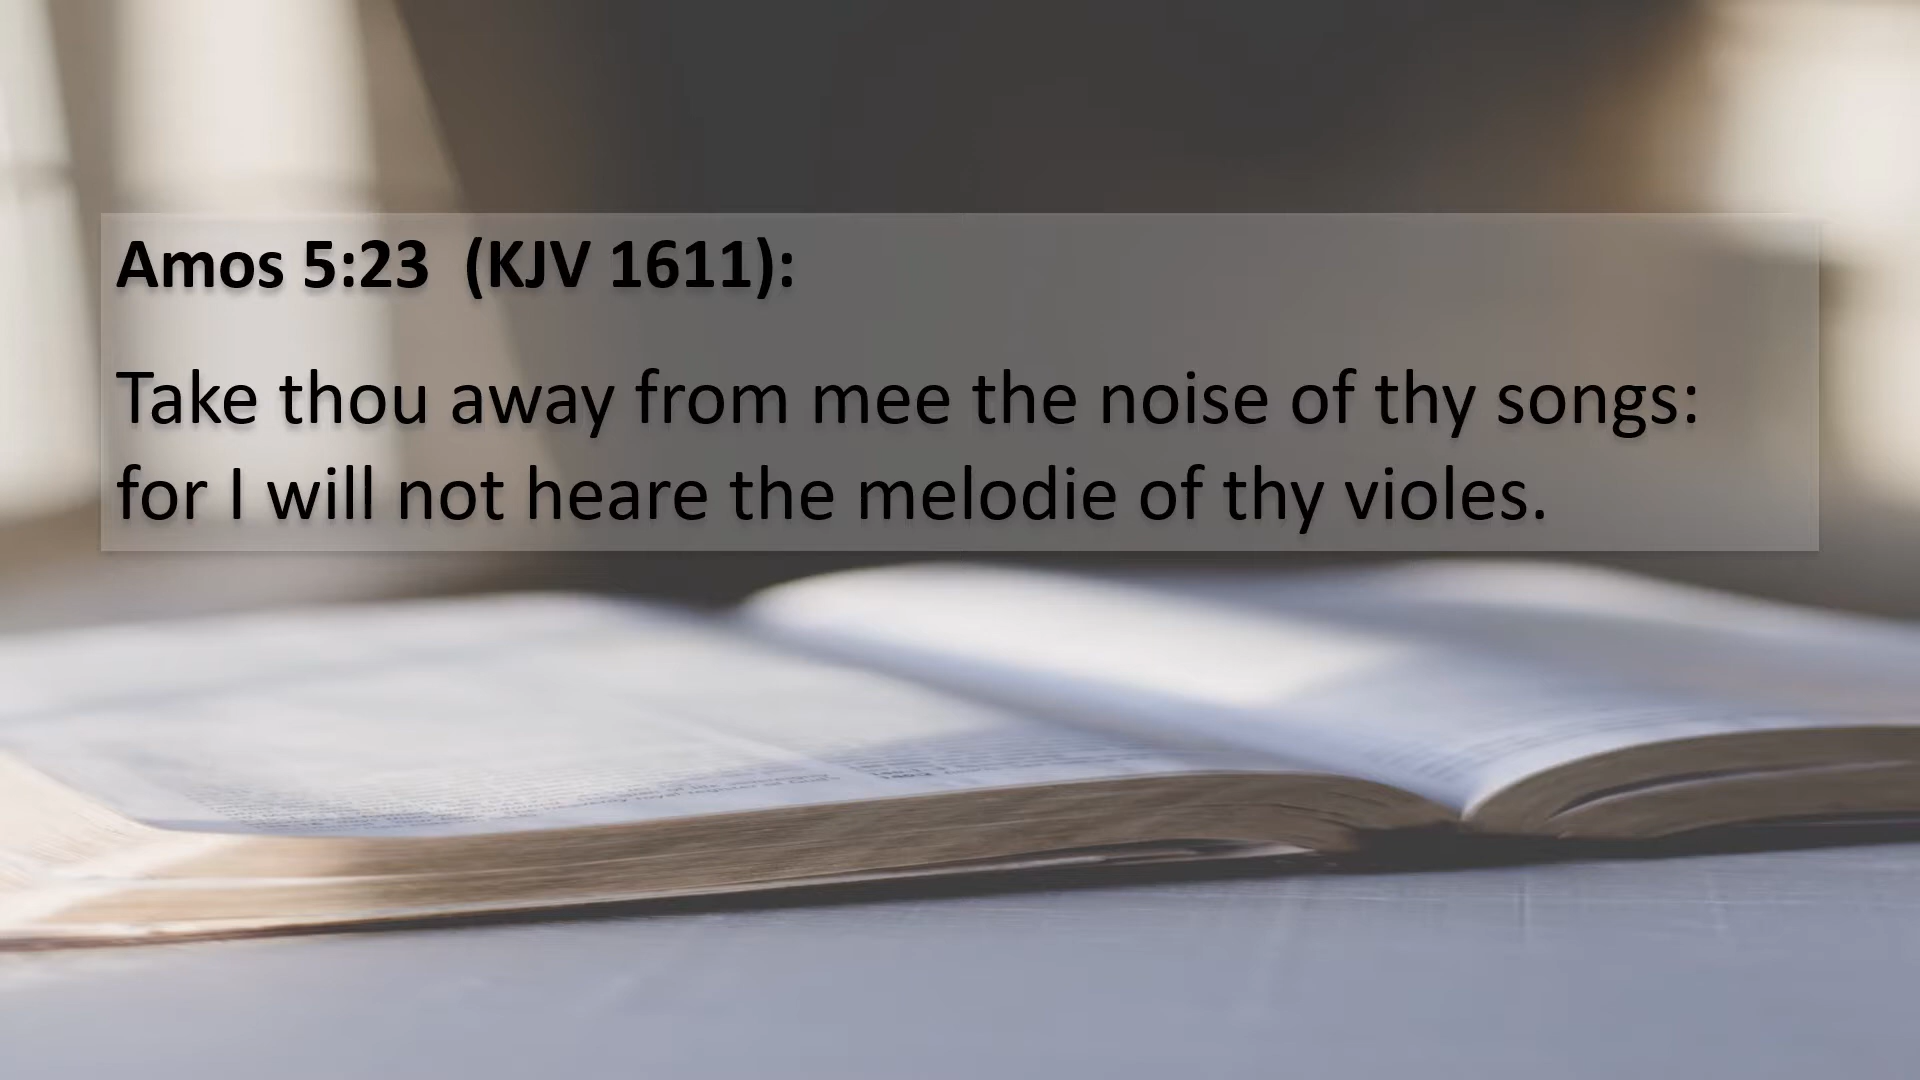 Amos 5:23  (KJV 1611):
Take thou away from mee the noise of thy songs:
for I will not heare the melodie of thy violes.